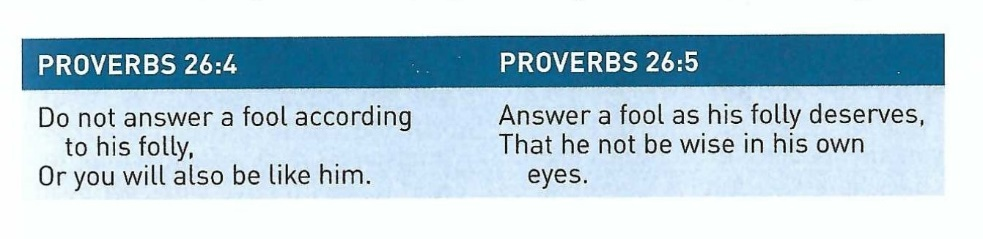 PROVERBS 26:4
Do not answer a fool according
to his folly,
Or you will also be like him.
PROVERBS 26:5
Answer a fool as his folly deserves,
That he not be wise in his own
eyes.